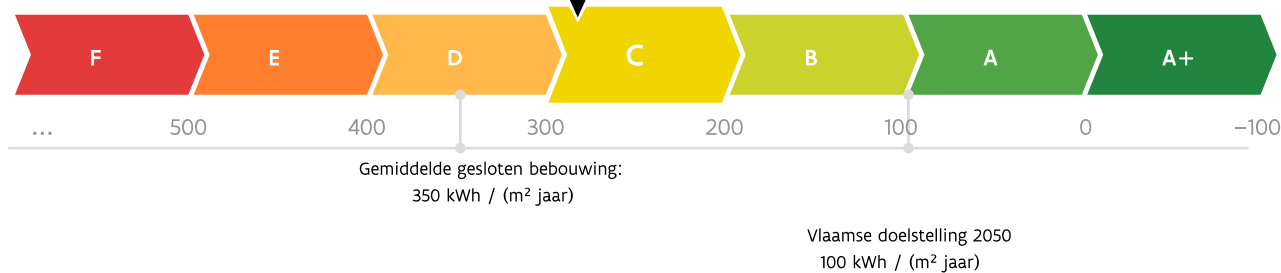 F E D C B A A+
... 500 400 300 200 100 0 −100
Gemiddelde gesloten bebouwing:
350 kWh / (m² jaar)
Vlaamse doelstelling 2050
100 kWh / (m² jaar)